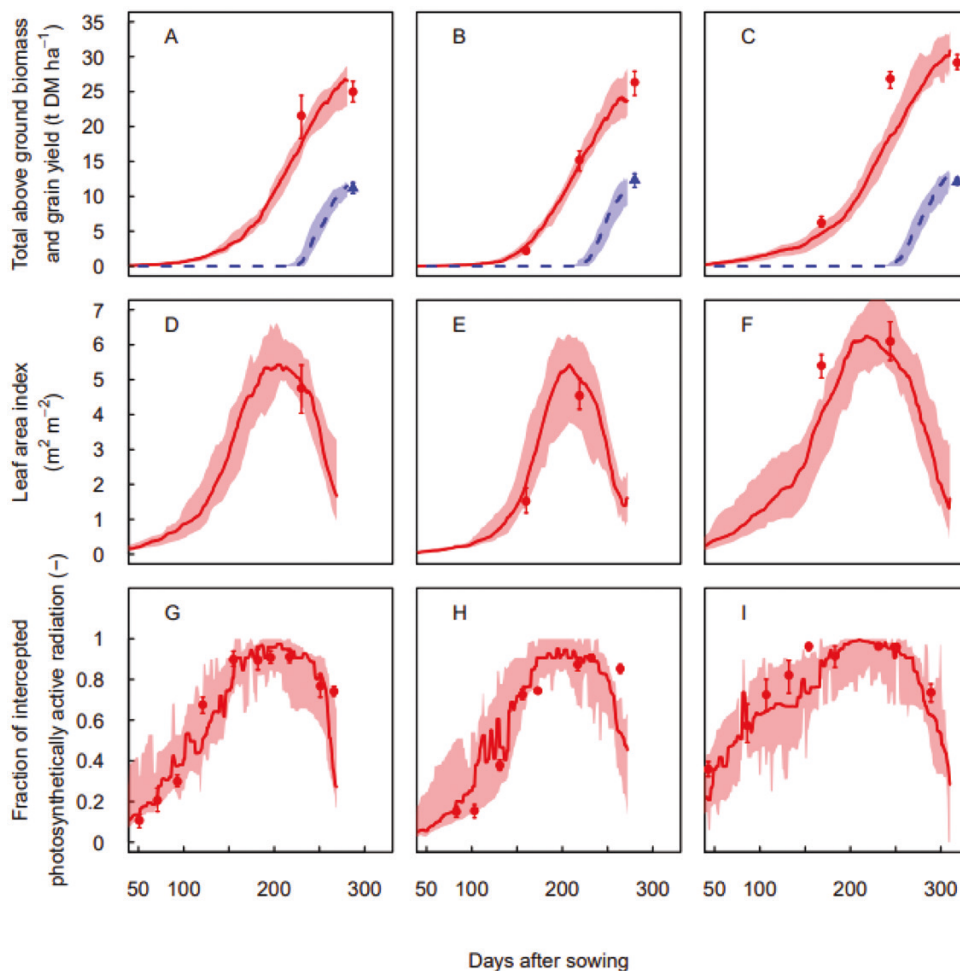 Total above ground biomass
and grain yield (t DM ha⁻¹)
35
30
25
20
15
10
5
0
A
B
C
Leaf area index
(m² m⁻²)
7
6
5
4
3
2
1
0
D
E
F
Fraction of intercepted
photosynthetically active radiation (−)
1
0.8
0.6
0.4
0.2
0
G
H
I
50 100 200 300
50 100 200 300
50 100 200 300
Days after sowing